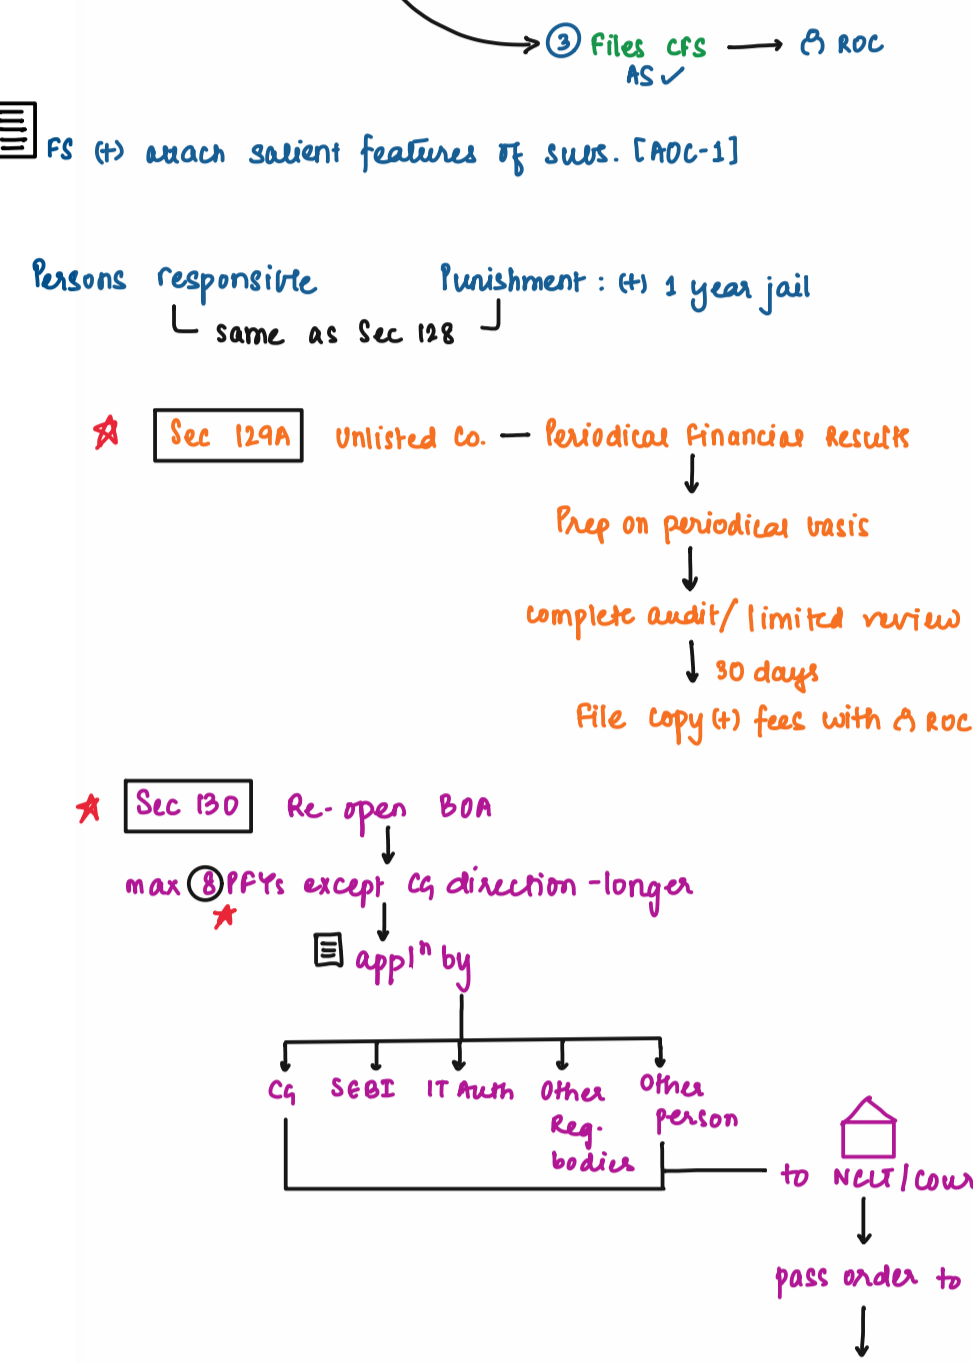 ③ Files CFS → ROC
AS ✓
FS (+) attach salient features of subs. [AOC-1]
Persons responsible Punishment : (+) 1 year jail
same as Sec 128
Sec 129A Unlisted Co. — Periodical Financial Results
Prep on periodical basis
complete audit/limited review
30 days
File copy (+) fees with ROC
Sec 130 Re-open BOA
max 8 PFYs except CG direction -longer
applⁿ by
CG SEBI IT Auth Other Other
Reg. person
bodies
to NCLT/Cour
pass order to